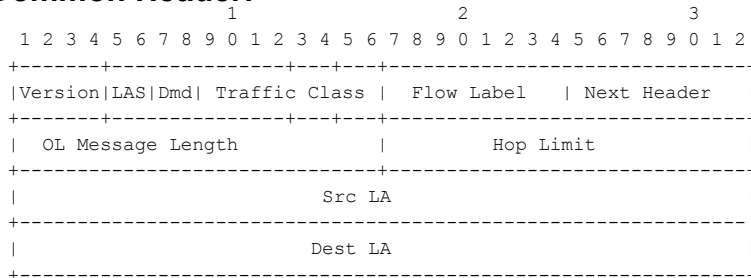 Common Header:
1 2 3
1 2 3 4 5 6 7 8 9 0 1 2 3 4 5 6 7 8 9 0 1 2 3 4 5 6 7 8 9 0 1 2
+-------+---------------+---+---+--------------------------------
|Version|LAS|Dmd| Traffic Class | Flow Label | Next Header
+-------+---------------+---+---+--------------------------------
| OL Message Length | Hop Limit
+-------------------------------+--------------------------------
| Src LA
+---------------------------------------------------------------
| Dest LA
+----------------------------------------------------------------